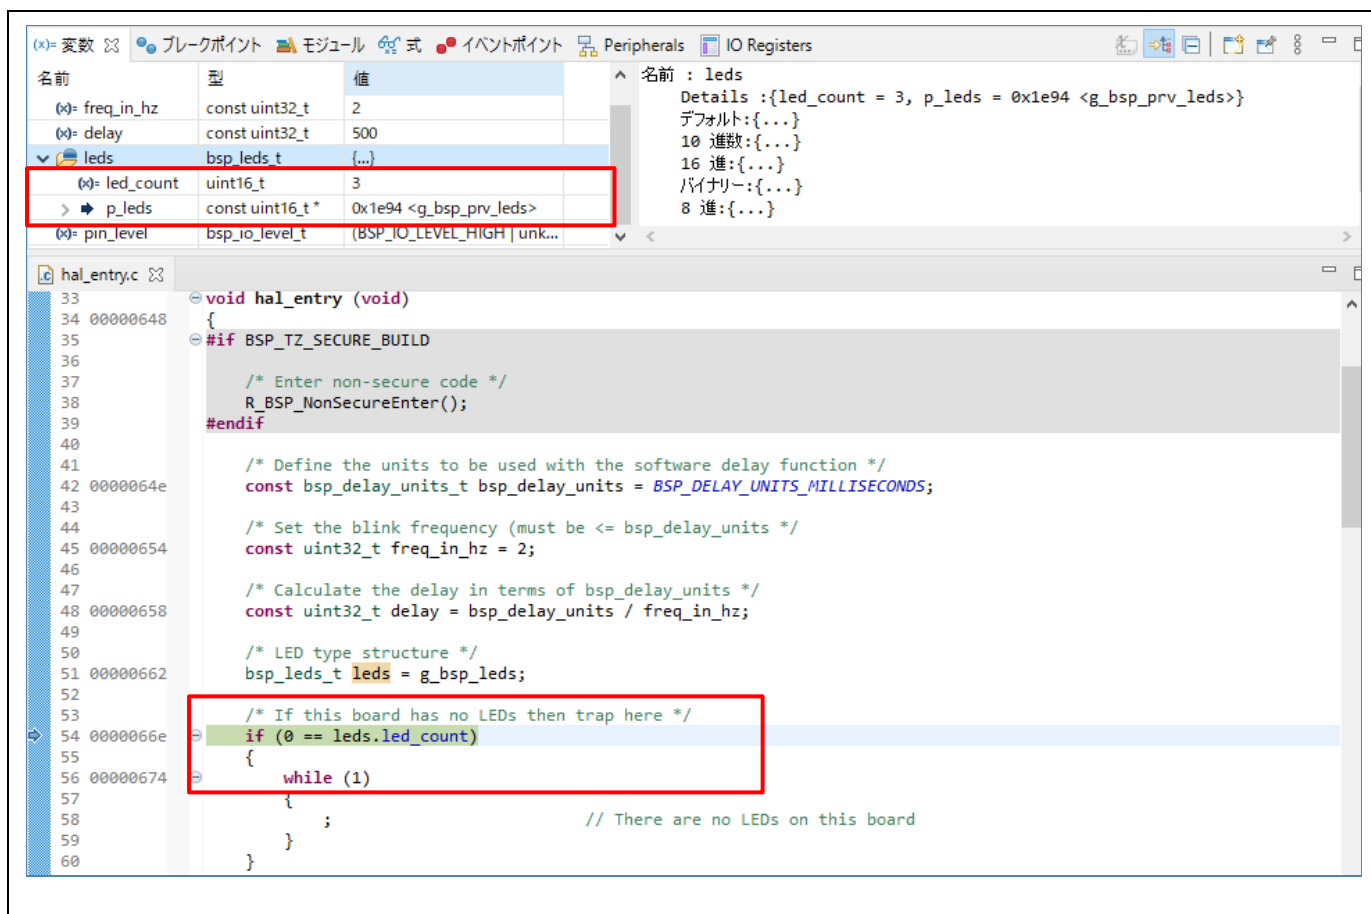 (x)= 変数 ブレークポイント モジュール 式 イベントポイント Peripherals IO Registers
名前 型 値
(x)= freq_in_hz const uint32_t 2
(x)= delay const uint32_t 500
leds bsp_leds_t {...}
(x)= led_count uint16_t 3
p_leds const uint16_t * 0x1e94 <g_bsp_prv_leds>
(x)= pin_level bsp_io_level_t (BSP_IO_LEVEL_HIGH | unk...
名前 : leds
Details :{led_count = 3, p_leds = 0x1e94 <g_bsp_prv_leds>}
デフォルト:{...}
10 進数:{...}
16 進:{...}
バイナリー:{...}
8 進:{...}
hal_entry.c
33 void hal_entry (void)
34 00000648 {
35 #if BSP_TZ_SECURE_BUILD
36
37 /* Enter non-secure code */
38 R_BSP_NonSecureEnter();
39 #endif
40
41 /* Define the units to be used with the software delay function */
42 0000064e const bsp_delay_units_t bsp_delay_units = BSP_DELAY_UNITS_MILLISECONDS;
43
44 /* Set the blink frequency (must be <= bsp_delay_units */
45 00000654 const uint32_t freq_in_hz = 2;
46
47 /* Calculate the delay in terms of bsp_delay_units */
48 00000658 const uint32_t delay = bsp_delay_units / freq_in_hz;
49
50 /* LED type structure */
51 00000662 bsp_leds_t leds = g_bsp_leds;
52
53 /* If this board has no LEDs then trap here */
54 0000066e if (0 == leds.led_count)
55 {
56 00000674 while (1)
57 {
58 ; // There are no LEDs on this board
59 }
60 }